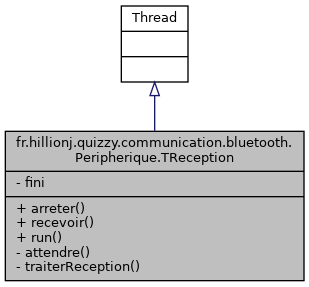 Thread
fr.hillionj.quizzy.communication.bluetooth.
Peripherique.TReception
- fini
+ arreter()
+ recevoir()
+ run()
- attendre()
- traiterReception()